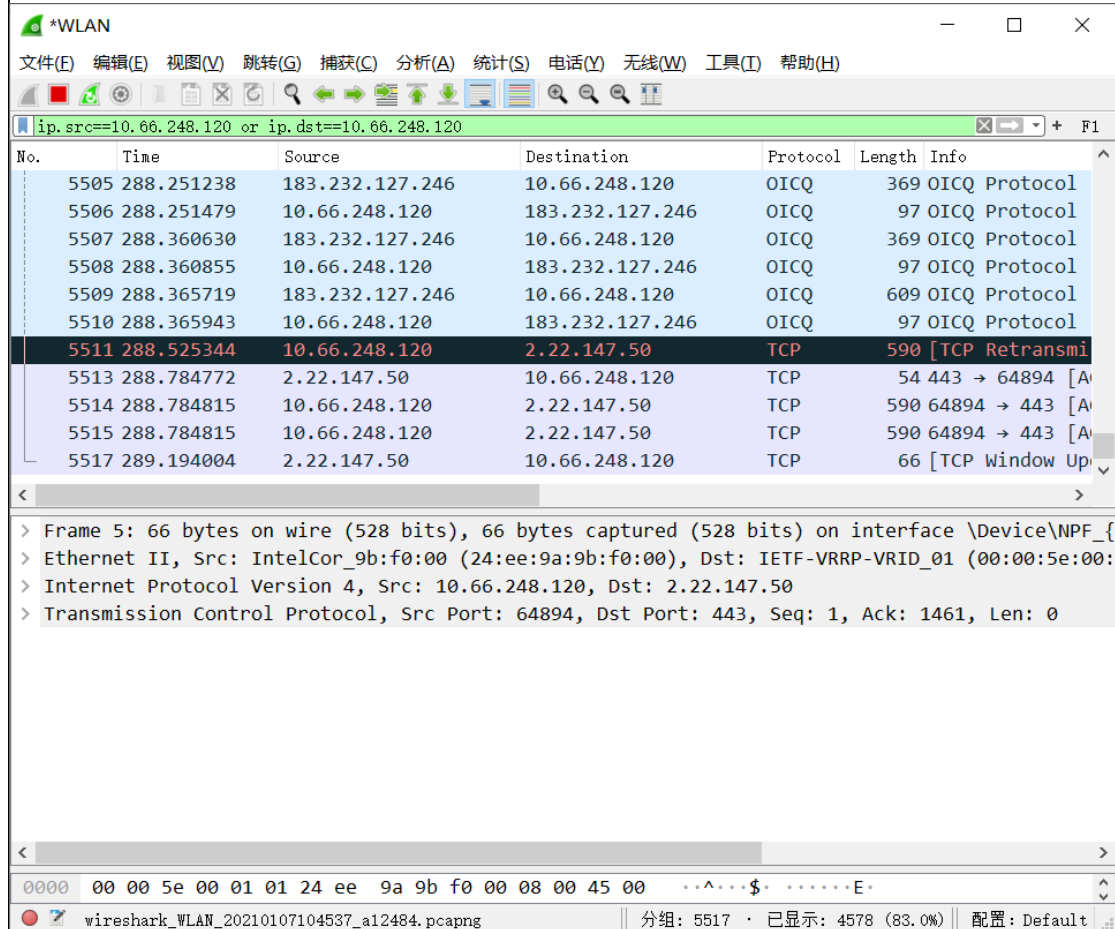 *WLAN
文件(F) 编辑(E) 视图(V) 跳转(G) 捕获(C) 分析(A) 统计(S) 电话(Y) 无线(W) 工具(T) 帮助(H)
ip.src==10.66.248.120 or ip.dst==10.66.248.120 + F1
No. Time Source Destination Protocol Length Info
5505 288.251238 183.232.127.246 10.66.248.120 OICQ 369 OICQ Protocol
5506 288.251479 10.66.248.120 183.232.127.246 OICQ 97 OICQ Protocol
5507 288.360630 183.232.127.246 10.66.248.120 OICQ 369 OICQ Protocol
5508 288.360855 10.66.248.120 183.232.127.246 OICQ 97 OICQ Protocol
5509 288.365719 183.232.127.246 10.66.248.120 OICQ 609 OICQ Protocol
5510 288.365943 10.66.248.120 183.232.127.246 OICQ 97 OICQ Protocol
5511 288.525344 10.66.248.120 2.22.147.50 TCP 590 [TCP Retransmi
5513 288.784772 2.22.147.50 10.66.248.120 TCP 54 443 → 64894 [A
5514 288.784815 10.66.248.120 2.22.147.50 TCP 590 64894 → 443 [A
5515 288.784815 10.66.248.120 2.22.147.50 TCP 590 64894 → 443 [A
5517 289.194004 2.22.147.50 10.66.248.120 TCP 66 [TCP Window Up
> Frame 5: 66 bytes on wire (528 bits), 66 bytes captured (528 bits) on interface \Device\NPF_{
> Ethernet II, Src: IntelCor_9b:f0:00 (24:ee:9a:9b:f0:00), Dst: IETF-VRRP-VRID_01 (00:00:5e:00:
> Internet Protocol Version 4, Src: 10.66.248.120, Dst: 2.22.147.50
> Transmission Control Protocol, Src Port: 64894, Dst Port: 443, Seq: 1, Ack: 1461, Len: 0
0000 00 00 5e 00 01 01 24 ee 9a 9b f0 00 08 00 45 00 ··^···$· ······E·
wireshark_WLAN_20210107104537_a12484.pcapng 分组: 5517 · 已显示: 4578 (83.0%) 配置: Default